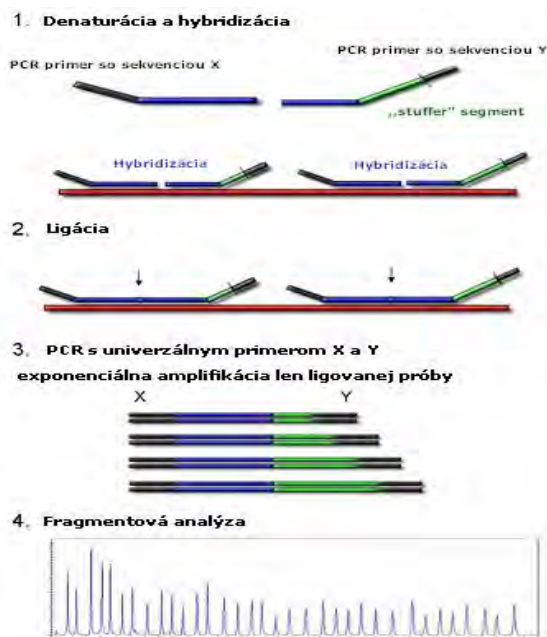 1. Denaturácia a hybridizácia
PCR primer so sekvenciou Y
PCR primer so sekvenciou X
„stuffer" segment
Hybridizácia
Hybridizácia
2. Ligácia
3. PCR s univerzálnym primerom X a Y
exponenciálna amplifikácia len ligovanej próby
X Y
4. Fragmentová analýza